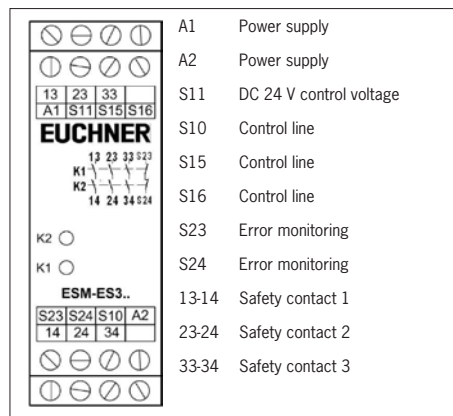 13 23 33
A1 S11 S15 S16
EUCHNER
13 23 33 S23
K1
K2
14 24 34 S24
K2
K1
ESM-ES3..
S23 S24 S10 A2
14 24 34
A1 Power supply
A2 Power supply
S11 DC 24 V control voltage
S10 Control line
S15 Control line
S16 Control line
S23 Error monitoring
S24 Error monitoring
13-14 Safety contact 1
23-24 Safety contact 2
33-34 Safety contact 3